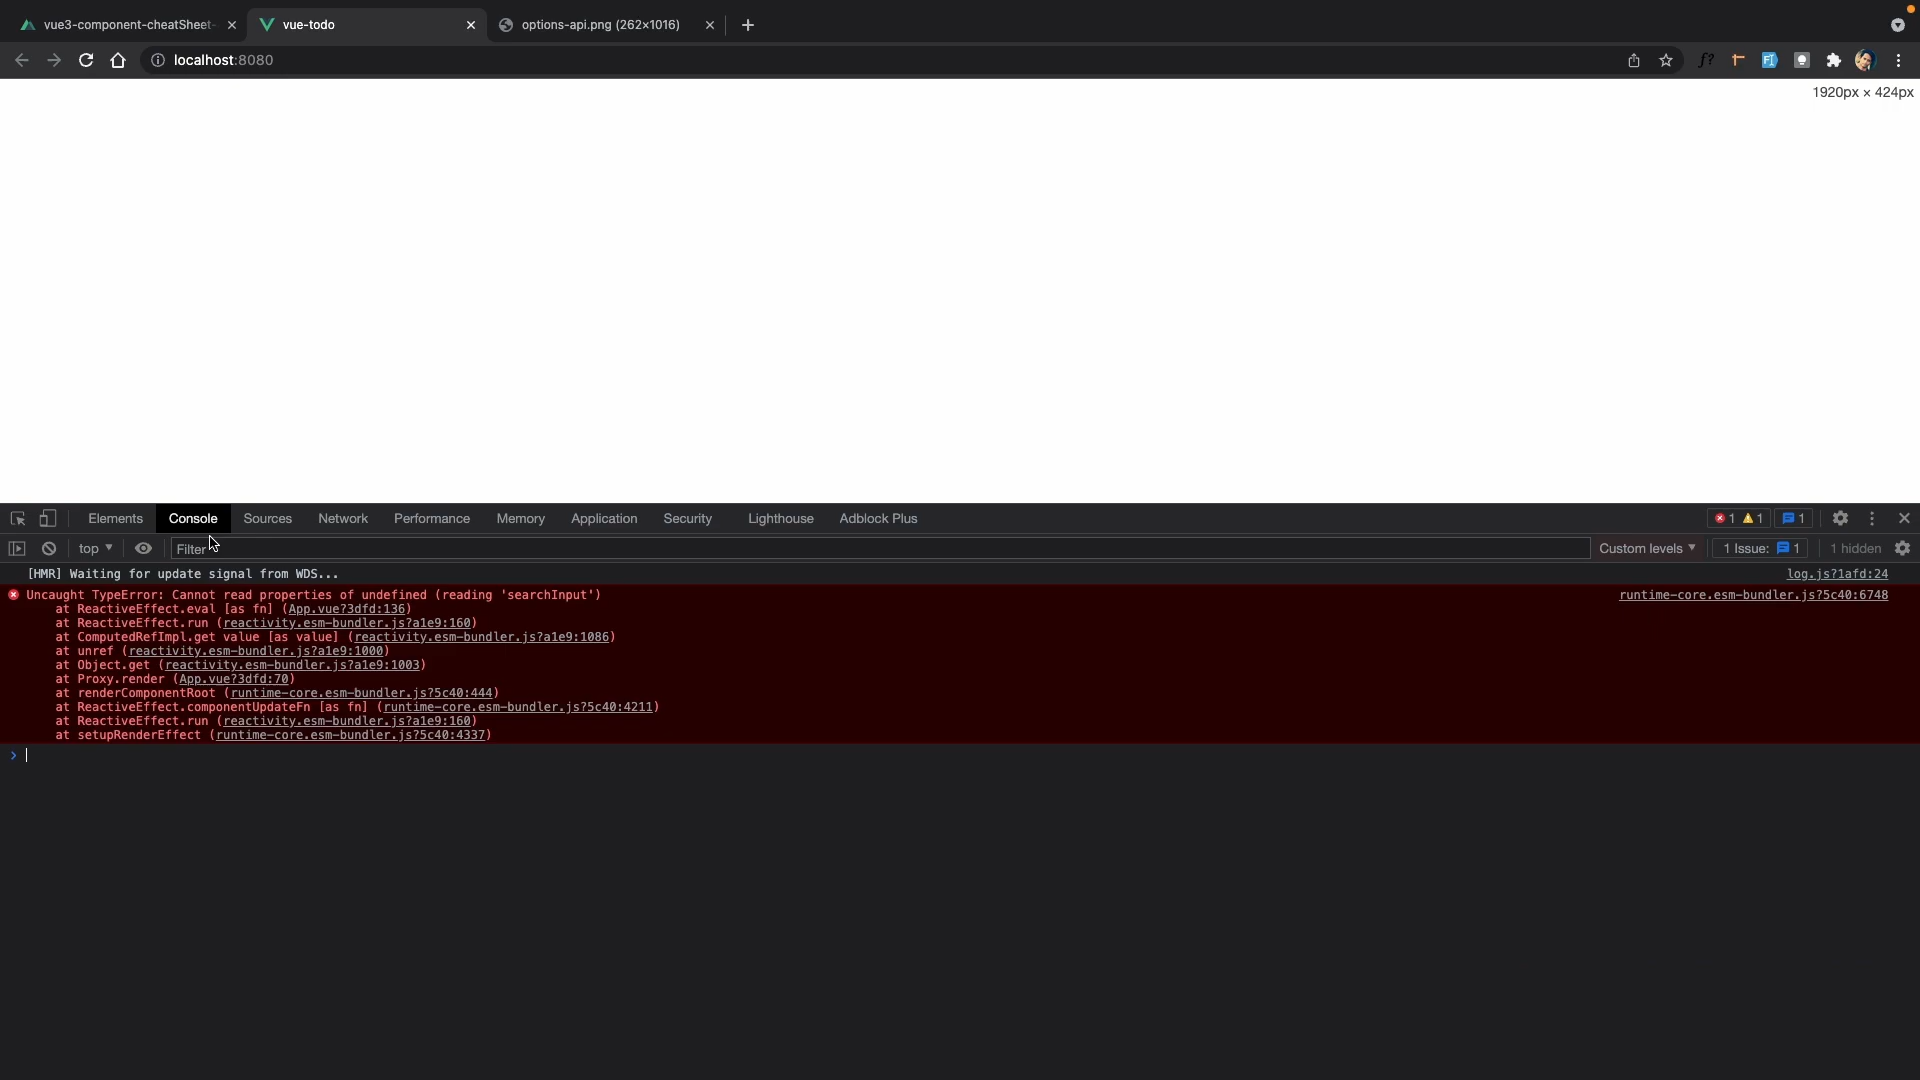 vue3-component-cheatSheet-
vue-todo
options-api.png (262×1016)
localhost:8080
1920px × 424px
Elements Console Sources Network Performance Memory Application Security Lighthouse Adblock Plus 1 1 1
top Filter Custom levels 1 Issue: 1 1 hidden
[HMR] Waiting for update signal from WDS... log.js?1afd:24
Uncaught TypeError: Cannot read properties of undefined (reading 'searchInput') runtime-core.esm-bundler.js?5c40:6748
at ReactiveEffect.eval [as fn] (App.vue?3dfd:136)
at ReactiveEffect.run (reactivity.esm-bundler.js?a1e9:160)
at ComputedRefImpl.get value [as value] (reactivity.esm-bundler.js?a1e9:1086)
at unref (reactivity.esm-bundler.js?a1e9:1000)
at Object.get (reactivity.esm-bundler.js?a1e9:1003)
at Proxy.render (App.vue?3dfd:70)
at renderComponentRoot (runtime-core.esm-bundler.js?5c40:444)
at ReactiveEffect.componentUpdateFn [as fn] (runtime-core.esm-bundler.js?5c40:4211)
at ReactiveEffect.run (reactivity.esm-bundler.js?a1e9:160)
at setupRenderEffect (runtime-core.esm-bundler.js?5c40:4337)